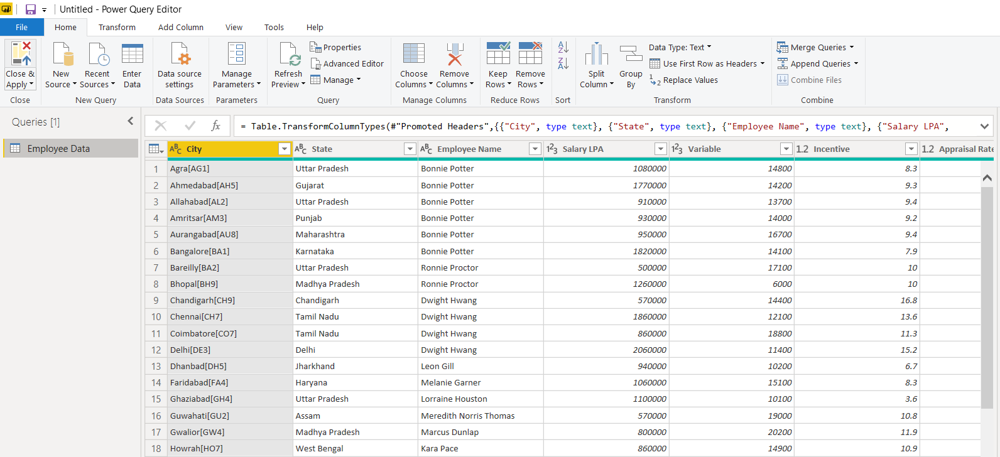 Untitled - Power Query Editor
File Home Transform Add Column View Tools Help
Close & Apply
New Source
Recent Sources
Enter Data
Data source settings
Manage Parameters
Refresh Preview
Properties
Advanced Editor
Manage
Choose Columns
Remove Columns
Keep Rows
Remove Rows
Split Column
Group By
Data Type: Text
Use First Row as Headers
Replace Values
Merge Queries
Append Queries
Combine Files
Close New Query Data Sources Parameters Query Manage Columns Reduce Rows Sort Transform Combine
Queries [1]
fx = Table.TransformColumnTypes(#"Promoted Headers",{{"City", type text}, {"State", type text}, {"Employee Name", type text}, {"Salary LPA",
Employee Data
ABC City ABC State ABC Employee Name 123 Salary LPA 123 Variable 1.2 Incentive 1.2 Appraisal Rate
1 Agra[AG1] Uttar Pradesh Bonnie Potter 1080000 14800 8.3
2 Ahmedabad[AH5] Gujarat Bonnie Potter 1770000 14200 9.3
3 Allahabad[AL2] Uttar Pradesh Bonnie Potter 910000 13700 9.4
4 Amritsar[AM3] Punjab Bonnie Potter 930000 14000 9.2
5 Aurangabad[AU8] Maharashtra Bonnie Potter 950000 16700 9.4
6 Bangalore[BA1] Karnataka Bonnie Potter 1820000 14100 7.9
7 Bareilly[BA2] Uttar Pradesh Ronnie Proctor 500000 17100 10
8 Bhopal[BH9] Madhya Pradesh Ronnie Proctor 1260000 6000 10
9 Chandigarh[CH9] Chandigarh Dwight Hwang 570000 14400 16.8
10 Chennai[CH7] Tamil Nadu Dwight Hwang 1860000 12100 13.6
11 Coimbatore[CO7] Tamil Nadu Dwight Hwang 860000 18800 11.3
12 Delhi[DE3] Delhi Dwight Hwang 2060000 11400 15.2
13 Dhanbad[DH5] Jharkhand Leon Gill 940000 10200 6.7
14 Faridabad[FA4] Haryana Melanie Garner 1060000 15100 8.3
15 Ghaziabad[GH4] Uttar Pradesh Lorraine Houston 1100000 10100 3.6
16 Guwahati[GU2] Assam Meredith Norris Thomas 570000 19000 10.8
17 Gwalior[GW4] Madhya Pradesh Marcus Dunlap 800000 20200 11.9
18 Howrah[HO7] West Bengal Kara Pace 860000 14900 10.9